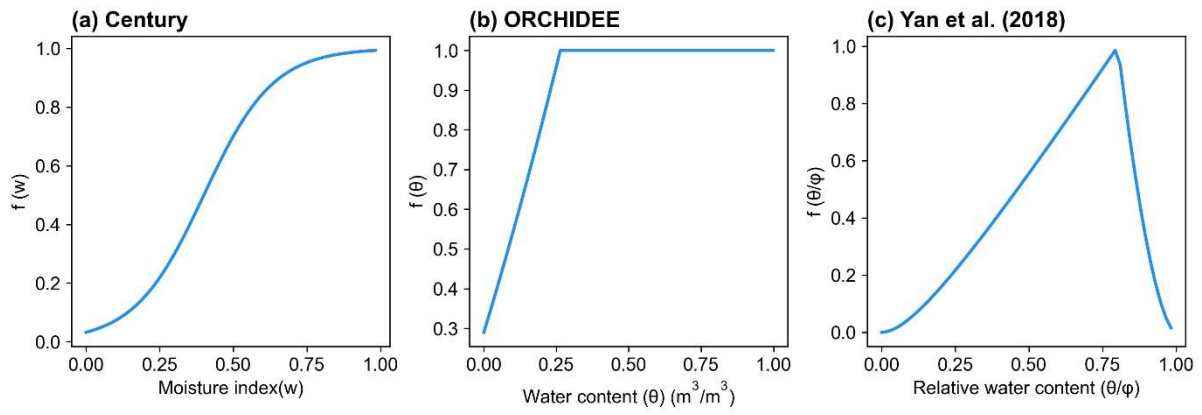 (a) Century
1.0
0.8
0.6
0.4
0.2
0.0
f (w)
0.00 0.25 0.50 0.75 1.00
Moisture index(w)
(b) ORCHIDEE
1.0
0.9
0.8
0.7
0.6
0.5
0.4
0.3
f (θ)
0.00 0.25 0.50 0.75 1.00
Water content (θ) (m³/m³)
(c) Yan et al. (2018)
1.0
0.8
0.6
0.4
0.2
0.0
f (θ/φ)
0.00 0.25 0.50 0.75 1.00
Relative water content (θ/φ)